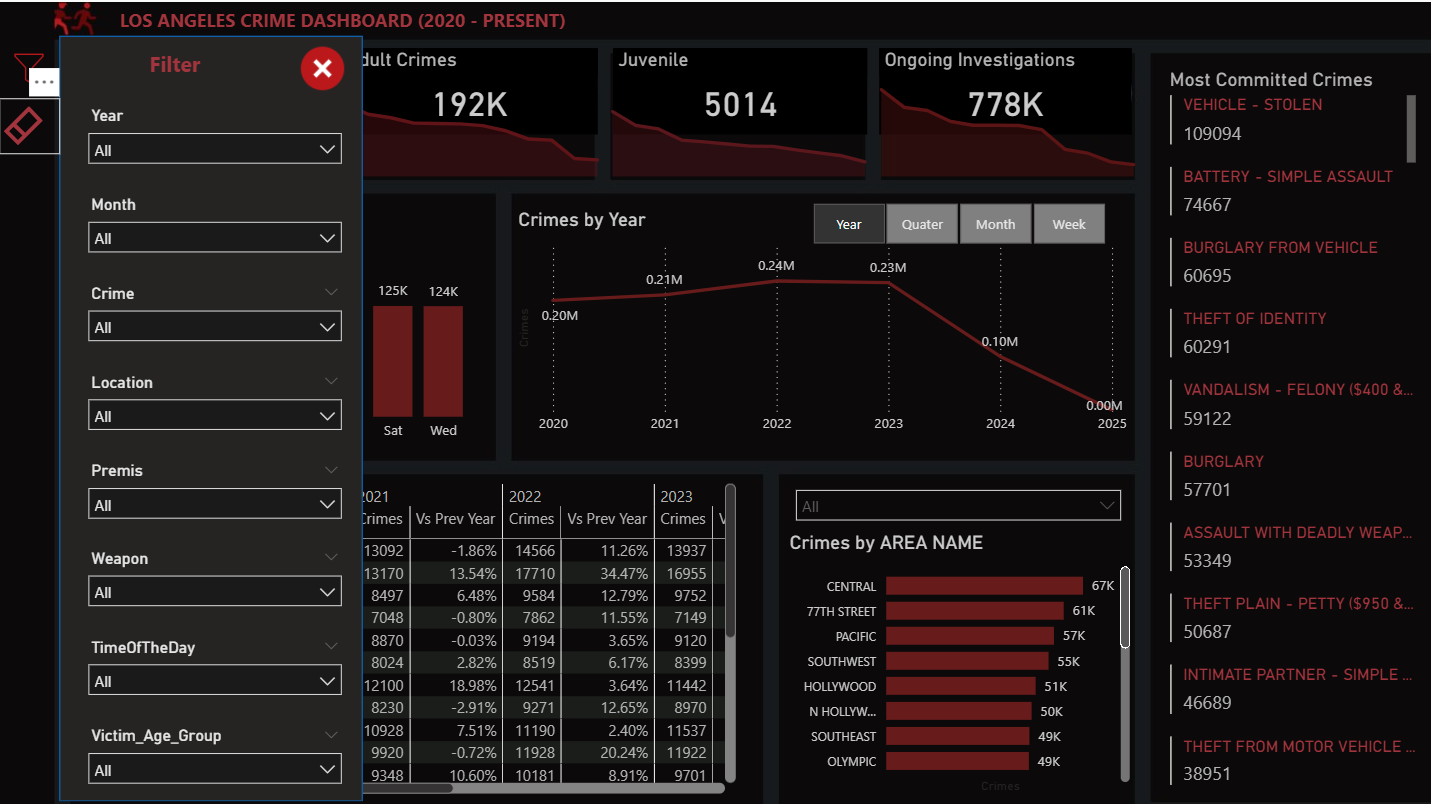 LOS ANGELES CRIME DASHBOARD (2020 - PRESENT)
Filter
Year
All
Month
All
Crime
All
Location
All
Premis
All
Weapon
All
TimeOfTheDay
All
Victim_Age_Group
All
dult Crimes
192K
Juvenile
5014
Ongoing Investigations
778K
125K 124K
Sat Wed
Crimes by Year
Year Quater Month Week
Crimes
0.20M 0.21M 0.24M 0.23M 0.10M 0.00M
2020 2021 2022 2023 2024 2025
2021 2022 2023
Crimes Vs Prev Year Crimes Vs Prev Year Crimes V
13092 -1.86% 14566 11.26% 13937
13170 13.54% 17710 34.47% 16955
8497 6.48% 9584 12.79% 9752
7048 -0.80% 7862 11.55% 7149
8870 -0.03% 9194 3.65% 9120
8024 2.82% 8519 6.17% 8399
12100 18.98% 12541 3.64% 11442
8230 -2.91% 9271 12.65% 8970
10928 7.51% 11190 2.40% 11537
9920 -0.72% 11928 20.24% 11922
9348 10.60% 10181 8.91% 9701
All
Crimes by AREA NAME
CENTRAL 67K
77TH STREET 61K
PACIFIC 57K
SOUTHWEST 55K
HOLLYWOOD 51K
N HOLLYW... 50K
SOUTHEAST 49K
OLYMPIC 49K
Crimes
Most Committed Crimes
VEHICLE - STOLEN
109094
BATTERY - SIMPLE ASSAULT
74667
BURGLARY FROM VEHICLE
60695
THEFT OF IDENTITY
60291
VANDALISM - FELONY ($400 &...
59122
BURGLARY
57701
ASSAULT WITH DEADLY WEAP...
53349
THEFT PLAIN - PETTY ($950 &...
50687
INTIMATE PARTNER - SIMPLE ...
46689
THEFT FROM MOTOR VEHICLE ...
38951